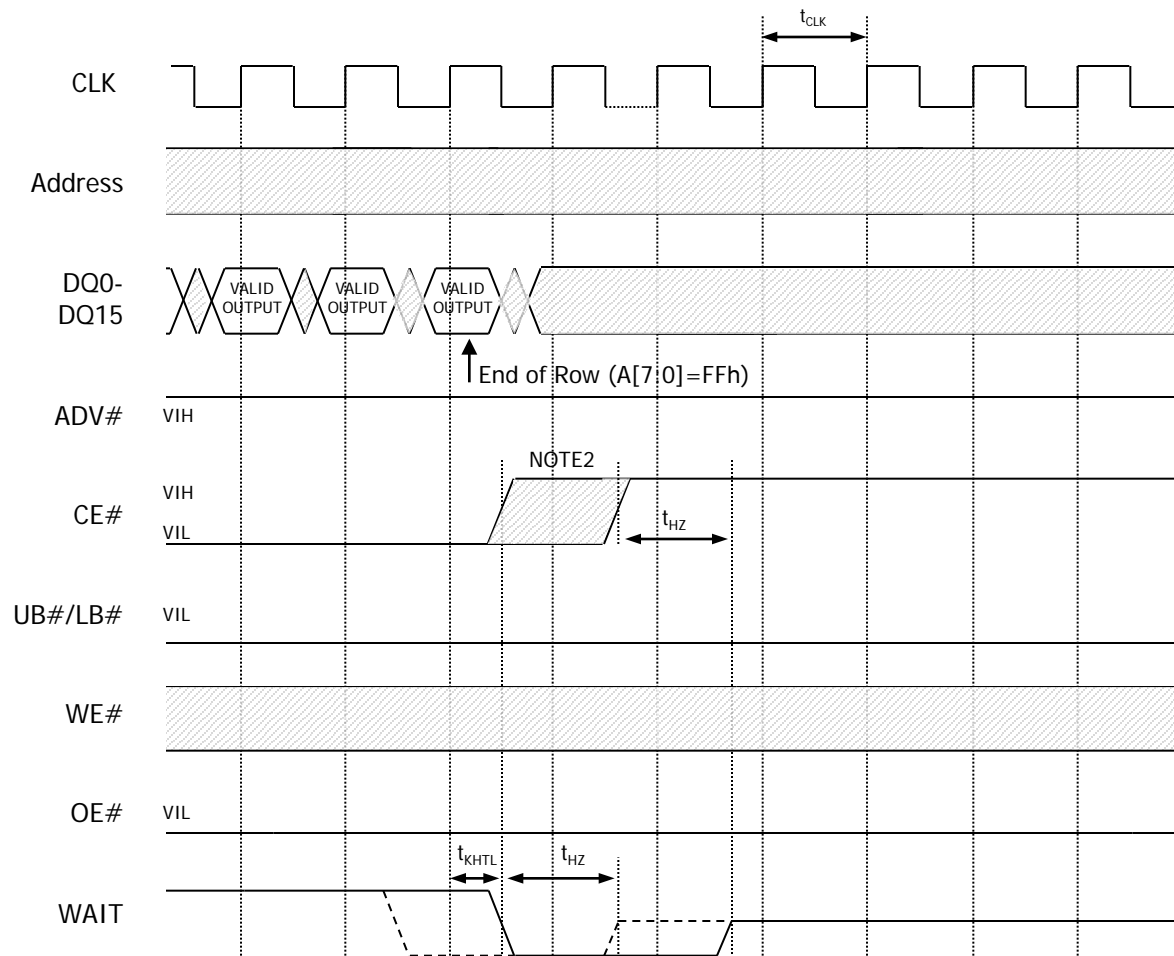 tCLK
CLK
Address
DQ0-
DQ15
VALID
OUTPUT
VALID
OUTPUT
VALID
OUTPUT
End of Row (A[7:0]=FFh)
ADV#
VIH
NOTE2
CE#
VIH
VIL
tHZ
UB#/LB#
VIL
WE#
OE#
VIL
tKHTL
tHZ
WAIT